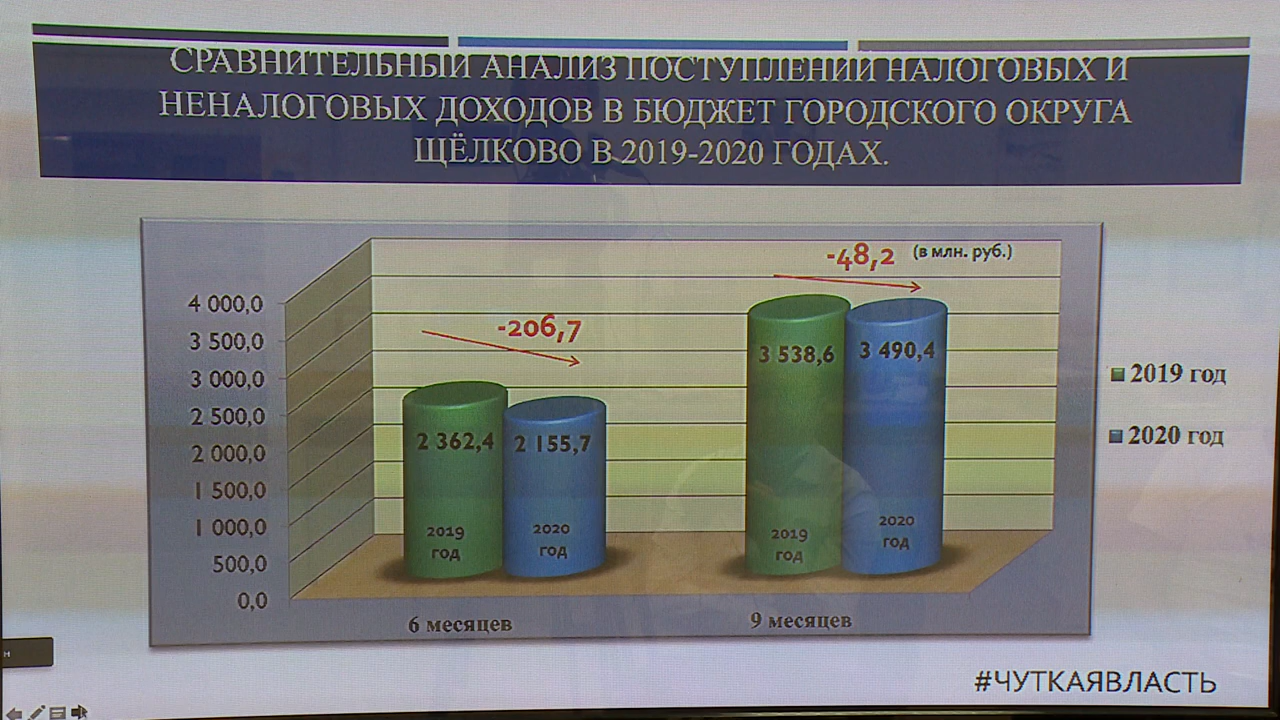 СРАВНИТЕЛЬНЫЙ АНАЛИЗ ПОСТУПЛЕНИЙ НАЛОГОВЫХ И
НЕНАЛОГОВЫХ ДОХОДОВ В БЮДЖЕТ ГОРОДСКОГО ОКРУГА
ЩЁЛКОВО В 2019-2020 ГОДАХ.
-48,2 (в млн. руб.)
-206,7
4 000,0
3 500,0
3 000,0
2 500,0
2 000,0
1 500,0
1 000,0
500,0
0,0
2 362,4
2 155,7
3 538,6
3 490,4
2019 год
2020 год
2019
год
2020
год
2019
год
2020
год
6 месяцев
9 месяцев
#ЧУТКАЯВЛАСТЬ